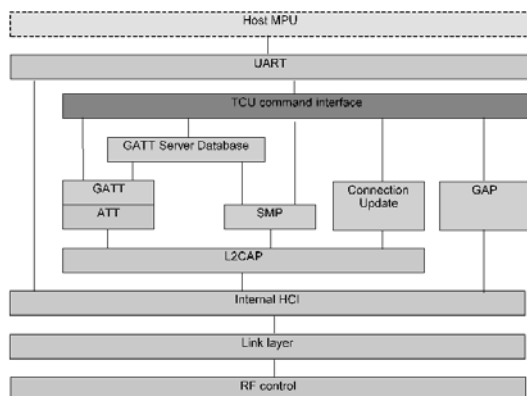 Host MPU
UART
TCU command interface
GATT Server Database
GATT
ATT
SMP
Connection
Update
GAP
L2CAP
Internal HCI
Link layer
RF control